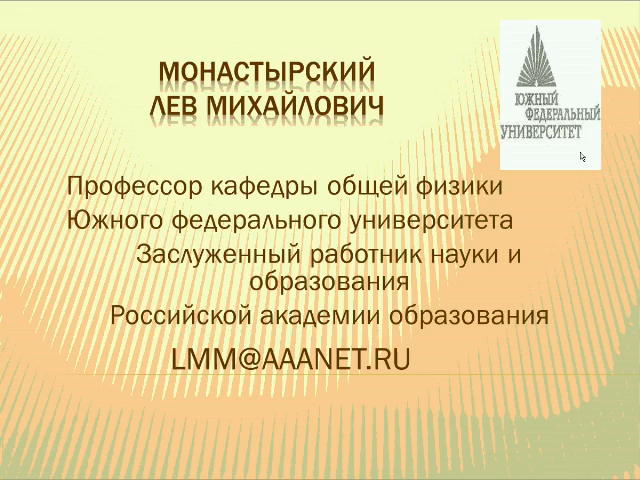 МОНАСТЫРСКИЙ
ЛЕВ МИХАЙЛОВИЧ
ЮЖНЫЙ
ФЕДЕРАЛЬНЫЙ
УНИВЕРСИТЕТ
Профессор кафедры общей физики
Южного федерального университета
Заслуженный работник науки и
образования
Российской академии образования
LMM@AAANET.RU